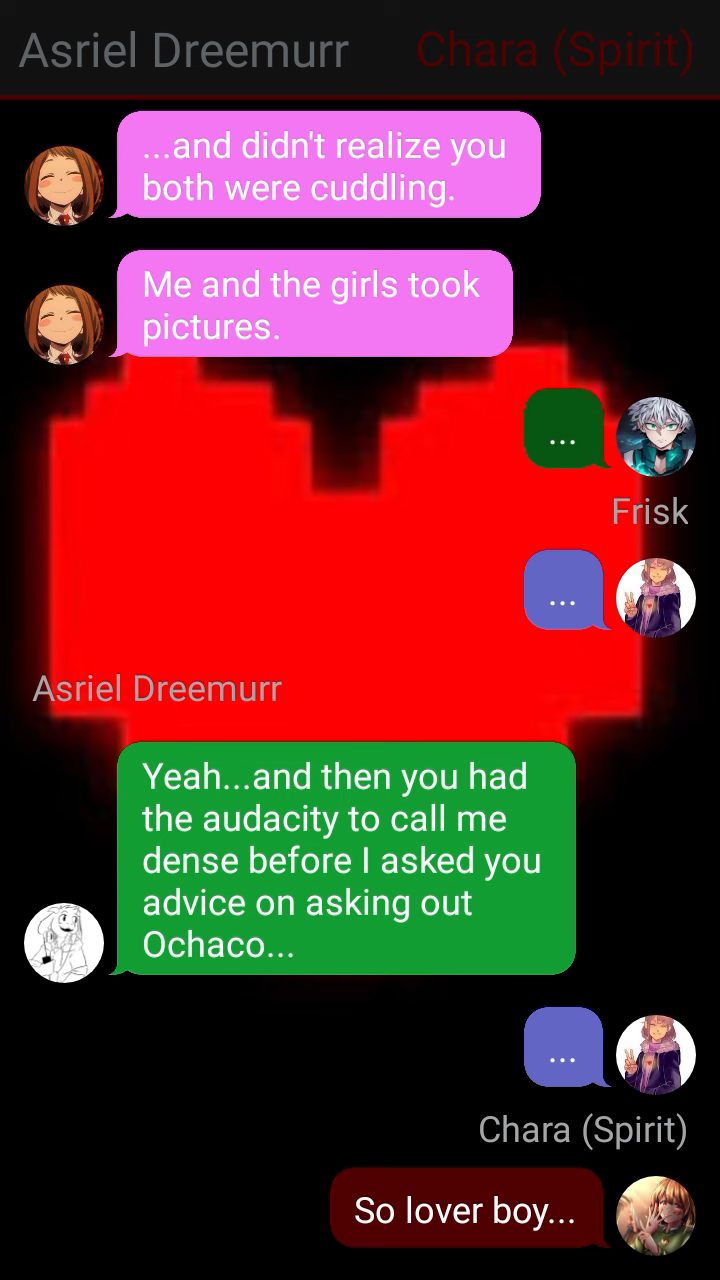 Asriel Dreemurr Chara (Spirit)
...and didn't realize you
both were cuddling.
Me and the girls took
pictures.
...
Frisk
...
Asriel Dreemurr
Yeah...and then you had
the audacity to call me
dense before I asked you
advice on asking out
Ochaco...
...
Chara (Spirit)
So lover boy...